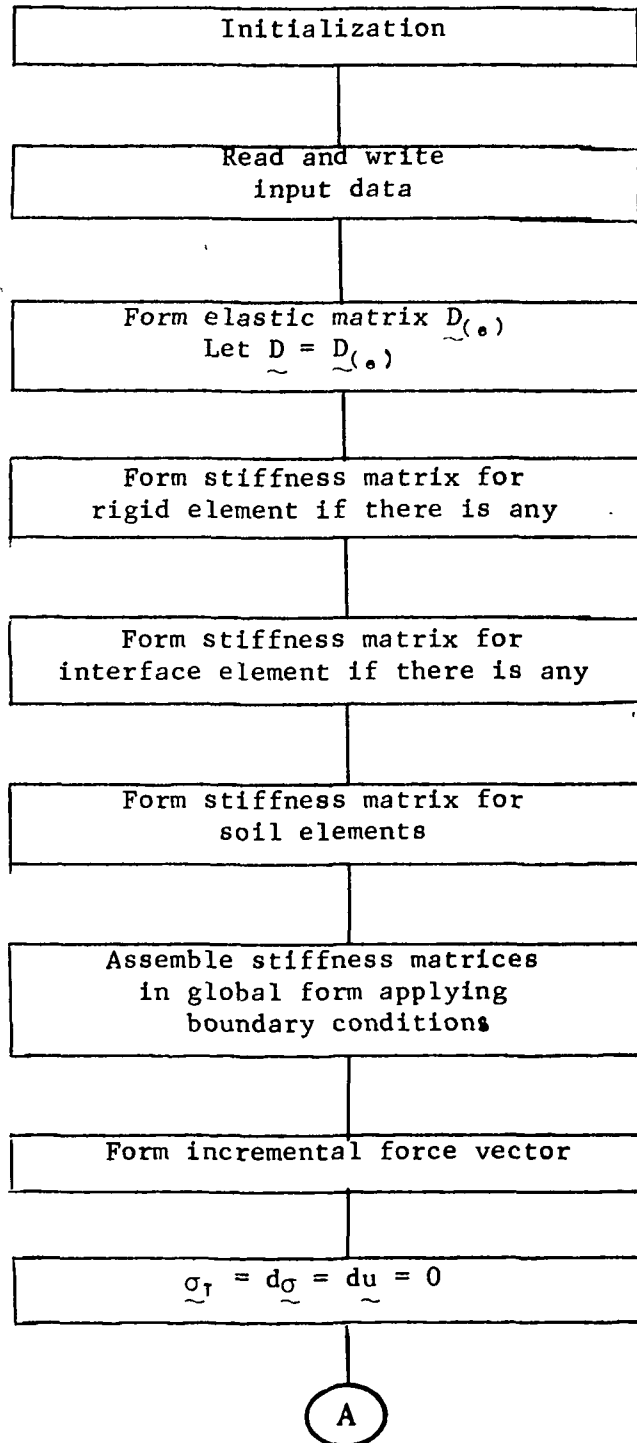 Initialization
Read and write
input data
Form elastic matrix D̰(e)
Let D̰ = D̰(e)
Form stiffness matrix for
rigid element if there is any
Form stiffness matrix for
interface element if there is any
Form stiffness matrix for
soil elements
Assemble stiffness matrices
in global form applying
boundary conditions
Form incremental force vector
σ̰T = dσ̰ = dṵ = 0
A